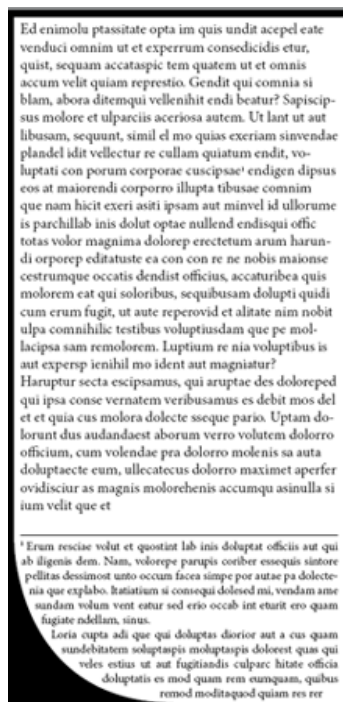 Ed enimolu ptassitate opta im quis undit acepel eate
venduci omnim ut et experrum consedicidis etur,
quist, sequam accataspic tem quatem ut et omnis
accum velit quiam represtio. Gendit qui comnia si
blam, abora ditemqui vellenihit endi beatur? Sapiscip-
sus molore et ulparciis aceriosa autem. Ut lant ut aut
libusam, sequunt, simil el mo quias exeriam sinvendae
plandel idit vellectur re cullam quiatum endit, vo-
luptati con porum corporae cuscipsae¹ endigen dipsus
eos at maiorendi corporro illupta tibusae comnim
que nam hicit exeri asiti ipsam aut minvel id ullorume
is parchillab inis dolut optae nullend endisqui offic
totas volor magnima dolorep erectetum arum harun-
di orporep editatuste ea con con re ne nobis maionse
cestrumque occatis dendist officius, accaturibea quis
molorem eat qui soloribus, sequibusam dolupti quidi
cum erum fugit, ut aute reperovid et alitate nim nobit
ulpa comnihilic testibus voluptiusdam que pe mol-
lacipsa sam remolorem. Luptium re nia voluptibus is
aut expersp ienihil mo ident aut magniatur?
Haruptur secta escipsamus, qui aruptae des doloreped
qui ipsa conse vernatem veribusamus es debit mos del
et et quia cus molora dolecte sseque pario. Uptam do-
lorunt dus audandaest aborum verro volutem dolorro
officium, cum volendae pra dolorro molenis sa auta
doluptaecte eum, ullecatecus dolorro maximet aperfer
ovidisciur as magnis molorehenis accumqu asinulla si
ium velit que et
¹ Erum resciae volut et quostint lab inis doluptat officiis aut qui
ab iligenis dem. Nam, volorepe parupis coriber essequis sintore
pellitas dessimost unto occum facea simpe por autae pa dolecte-
nia que explabo. Itatiatium si consequi dolesed mi, vendam ame
sundam volum vent eatur sed erio occab int eturit ero quam
fugiate ndellam, sinus.
Loria cupta adi que qui doluptas diorior aut a cus quam
sundebitatem soluptaspis moluptaspis dolorest quas qui
veles estius ut aut fugitiandis culparc hitate officia
doluptatis es mod quam rem eumquam, quibus
remod moditaquod quiam res rer